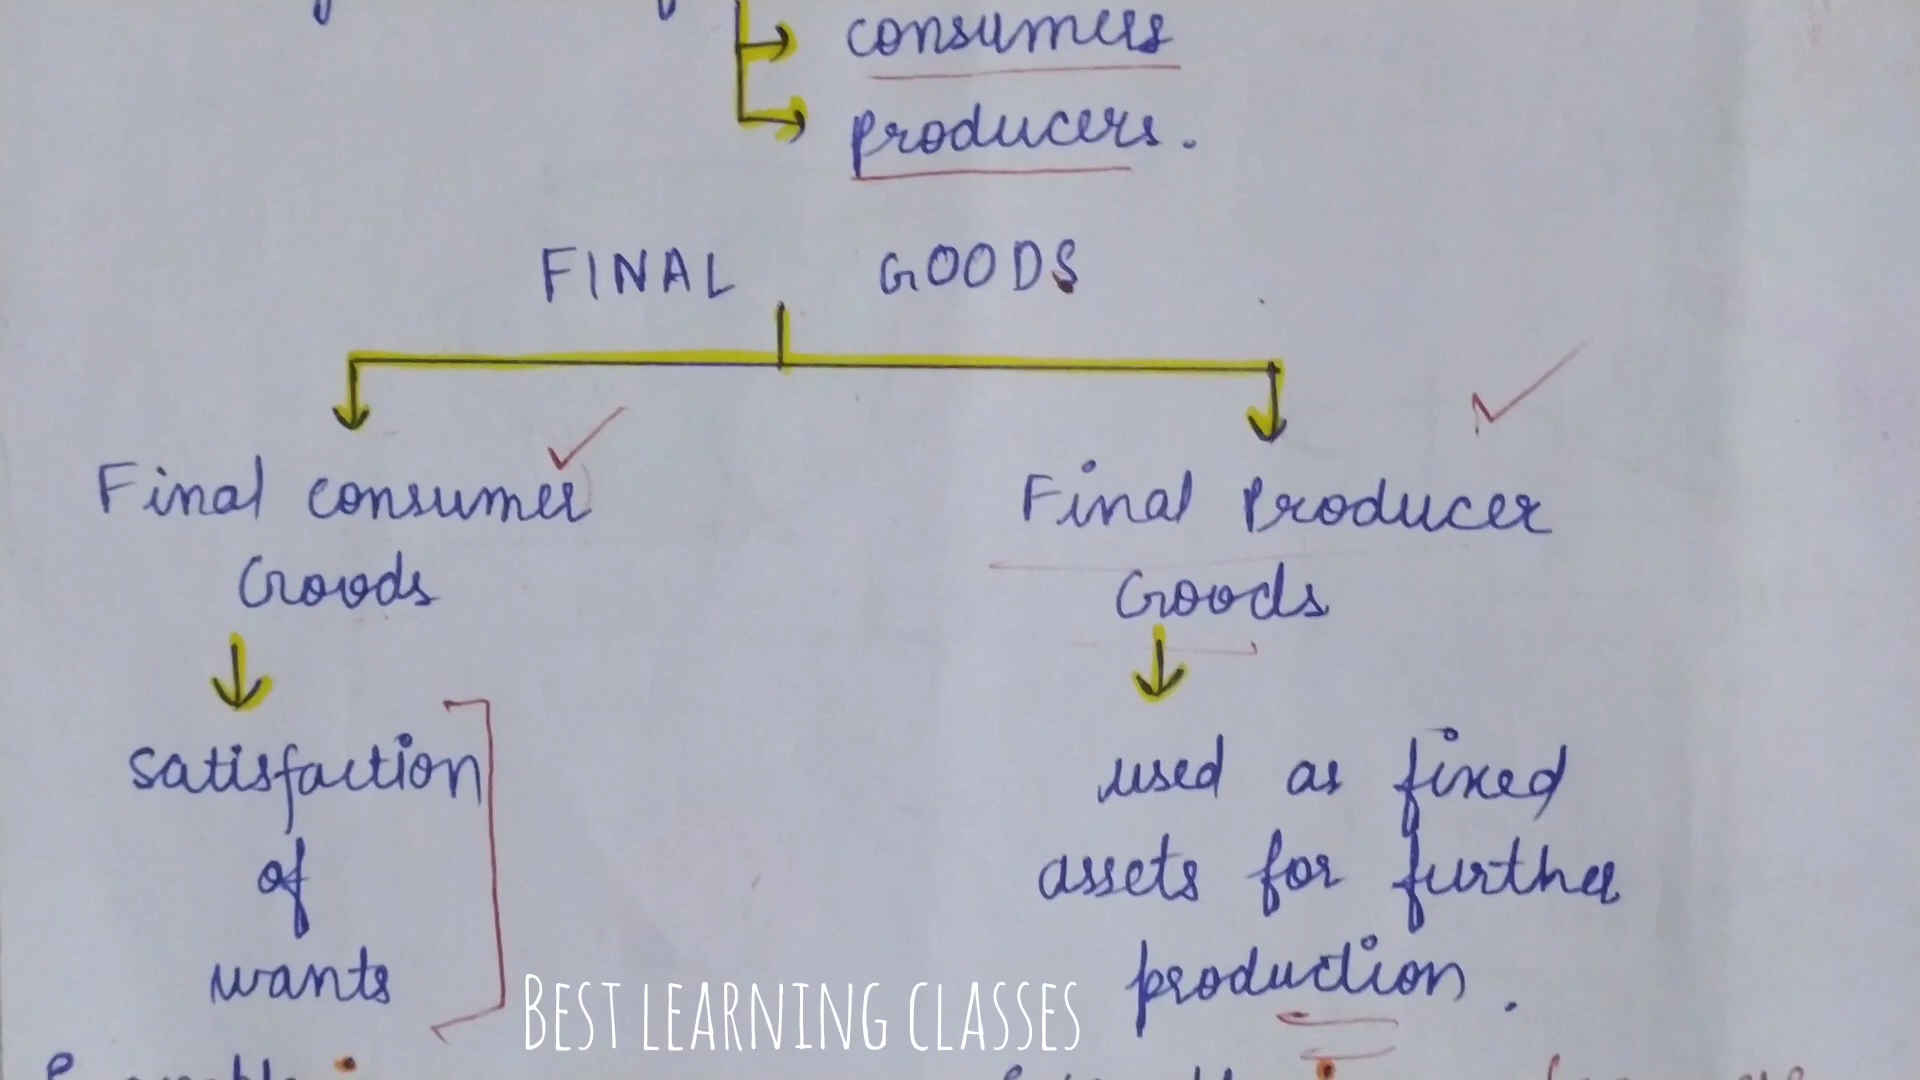 consumers
producers.
FINAL GOODS
Final consumer
Goods
Final Producer
Goods
satisfaction
of
wants
used as fixed
assets for further
production.
BEST LEARNING CLASSES